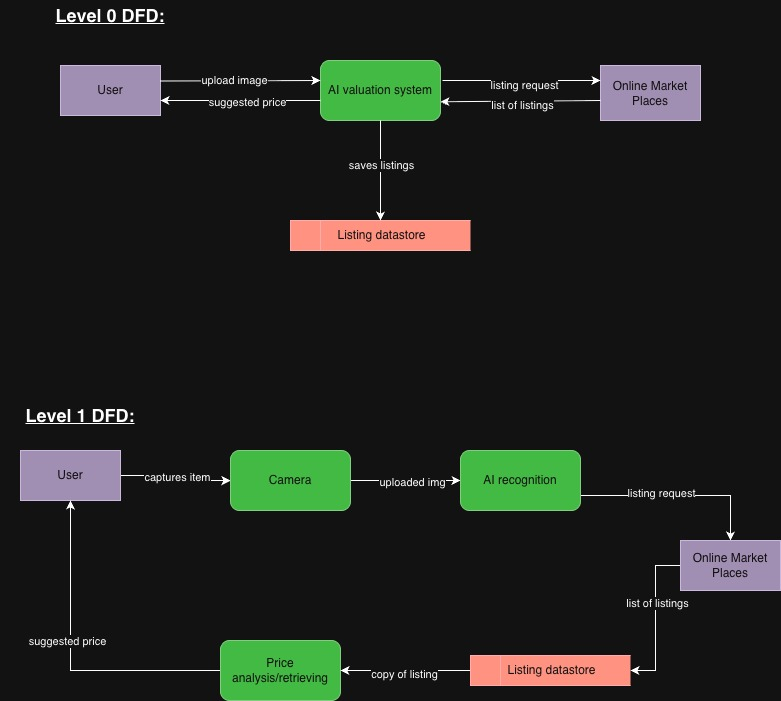 Level 0 DFD:
User
upload image
suggested price
AI valuation system
listing request
list of listings
Online Market
Places
saves listings
Listing datastore
Level 1 DFD:
User
captures item
Camera
uploaded img
AI recognition
listing request
Online Market
Places
list of listings
suggested price
Price
analysis/retrieving
copy of listing
Listing datastore